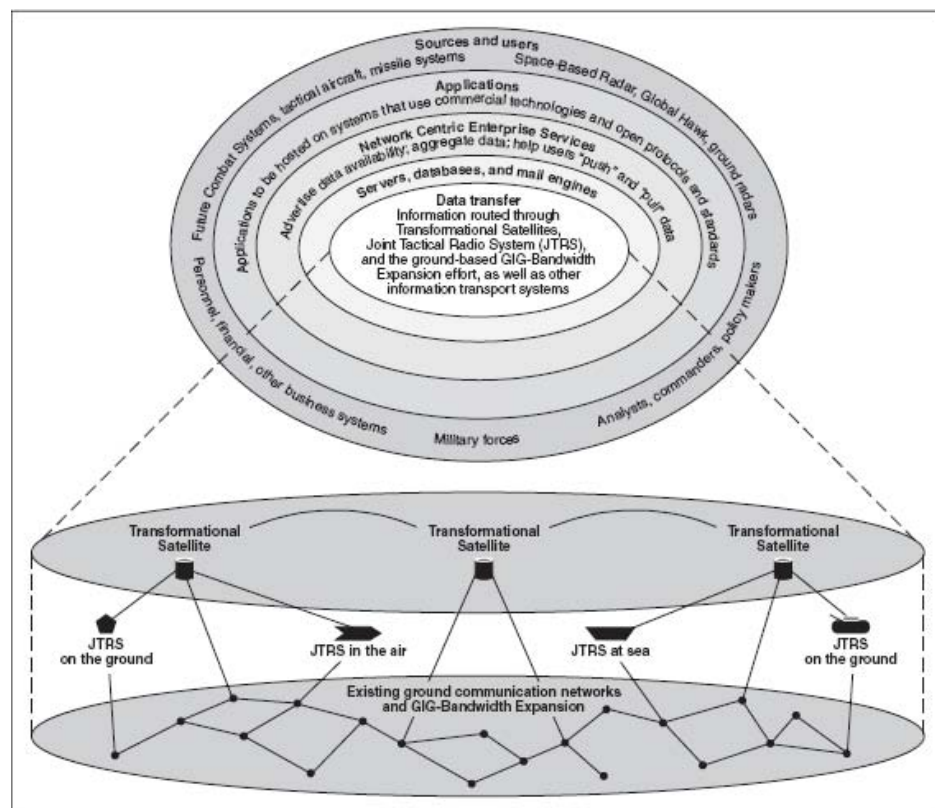 Sources and users
Future Combat Systems, tactical aircraft, missile systems
Space-Based Radar, Global Hawk, ground radars
Applications
Applications to be hosted on systems that use commercial technologies and open protocols and standards
Network Centric Enterprise Services
Advertise data availability; aggregate data; help users "push" and "pull" data
Servers, databases, and mail engines
Data transfer
Information routed through
Transformational Satellites,
Joint Tactical Radio System (JTRS),
and the ground-based GIG-Bandwidth
Expansion effort, as well as other
information transport systems
Personnel, financial, other business systems
Military forces
Analysts, commanders, policy makers
Transformational
Satellite
Transformational
Satellite
Transformational
Satellite
JTRS
on the ground
JTRS in the air
JTRS at sea
JTRS
on the ground
Existing ground communication networks
and GIG-Bandwidth Expansion